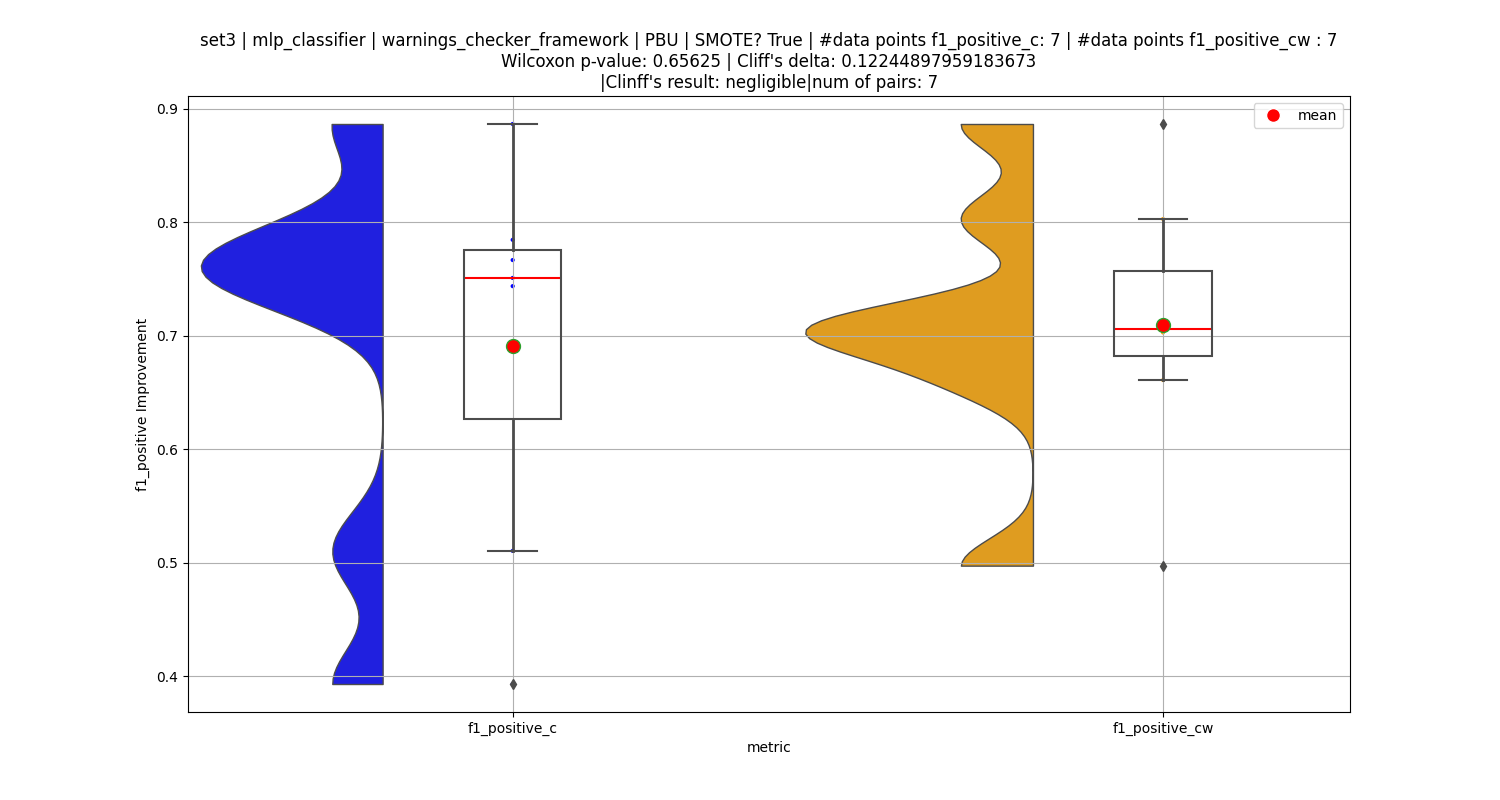 set3 | mlp_classifier | warnings_checker_framework | PBU | SMOTE? True | #data points f1_positive_c: 7 | #data points f1_positive_cw : 7
Wilcoxon p-value: 0.65625 | Cliff's delta: 0.12244897959183673
|Clinff's result: negligible|num of pairs: 7
mean
0.9
0.8
0.7
0.6
0.5
0.4
f1_positive Improvement
f1_positive_c
f1_positive_cw
metric